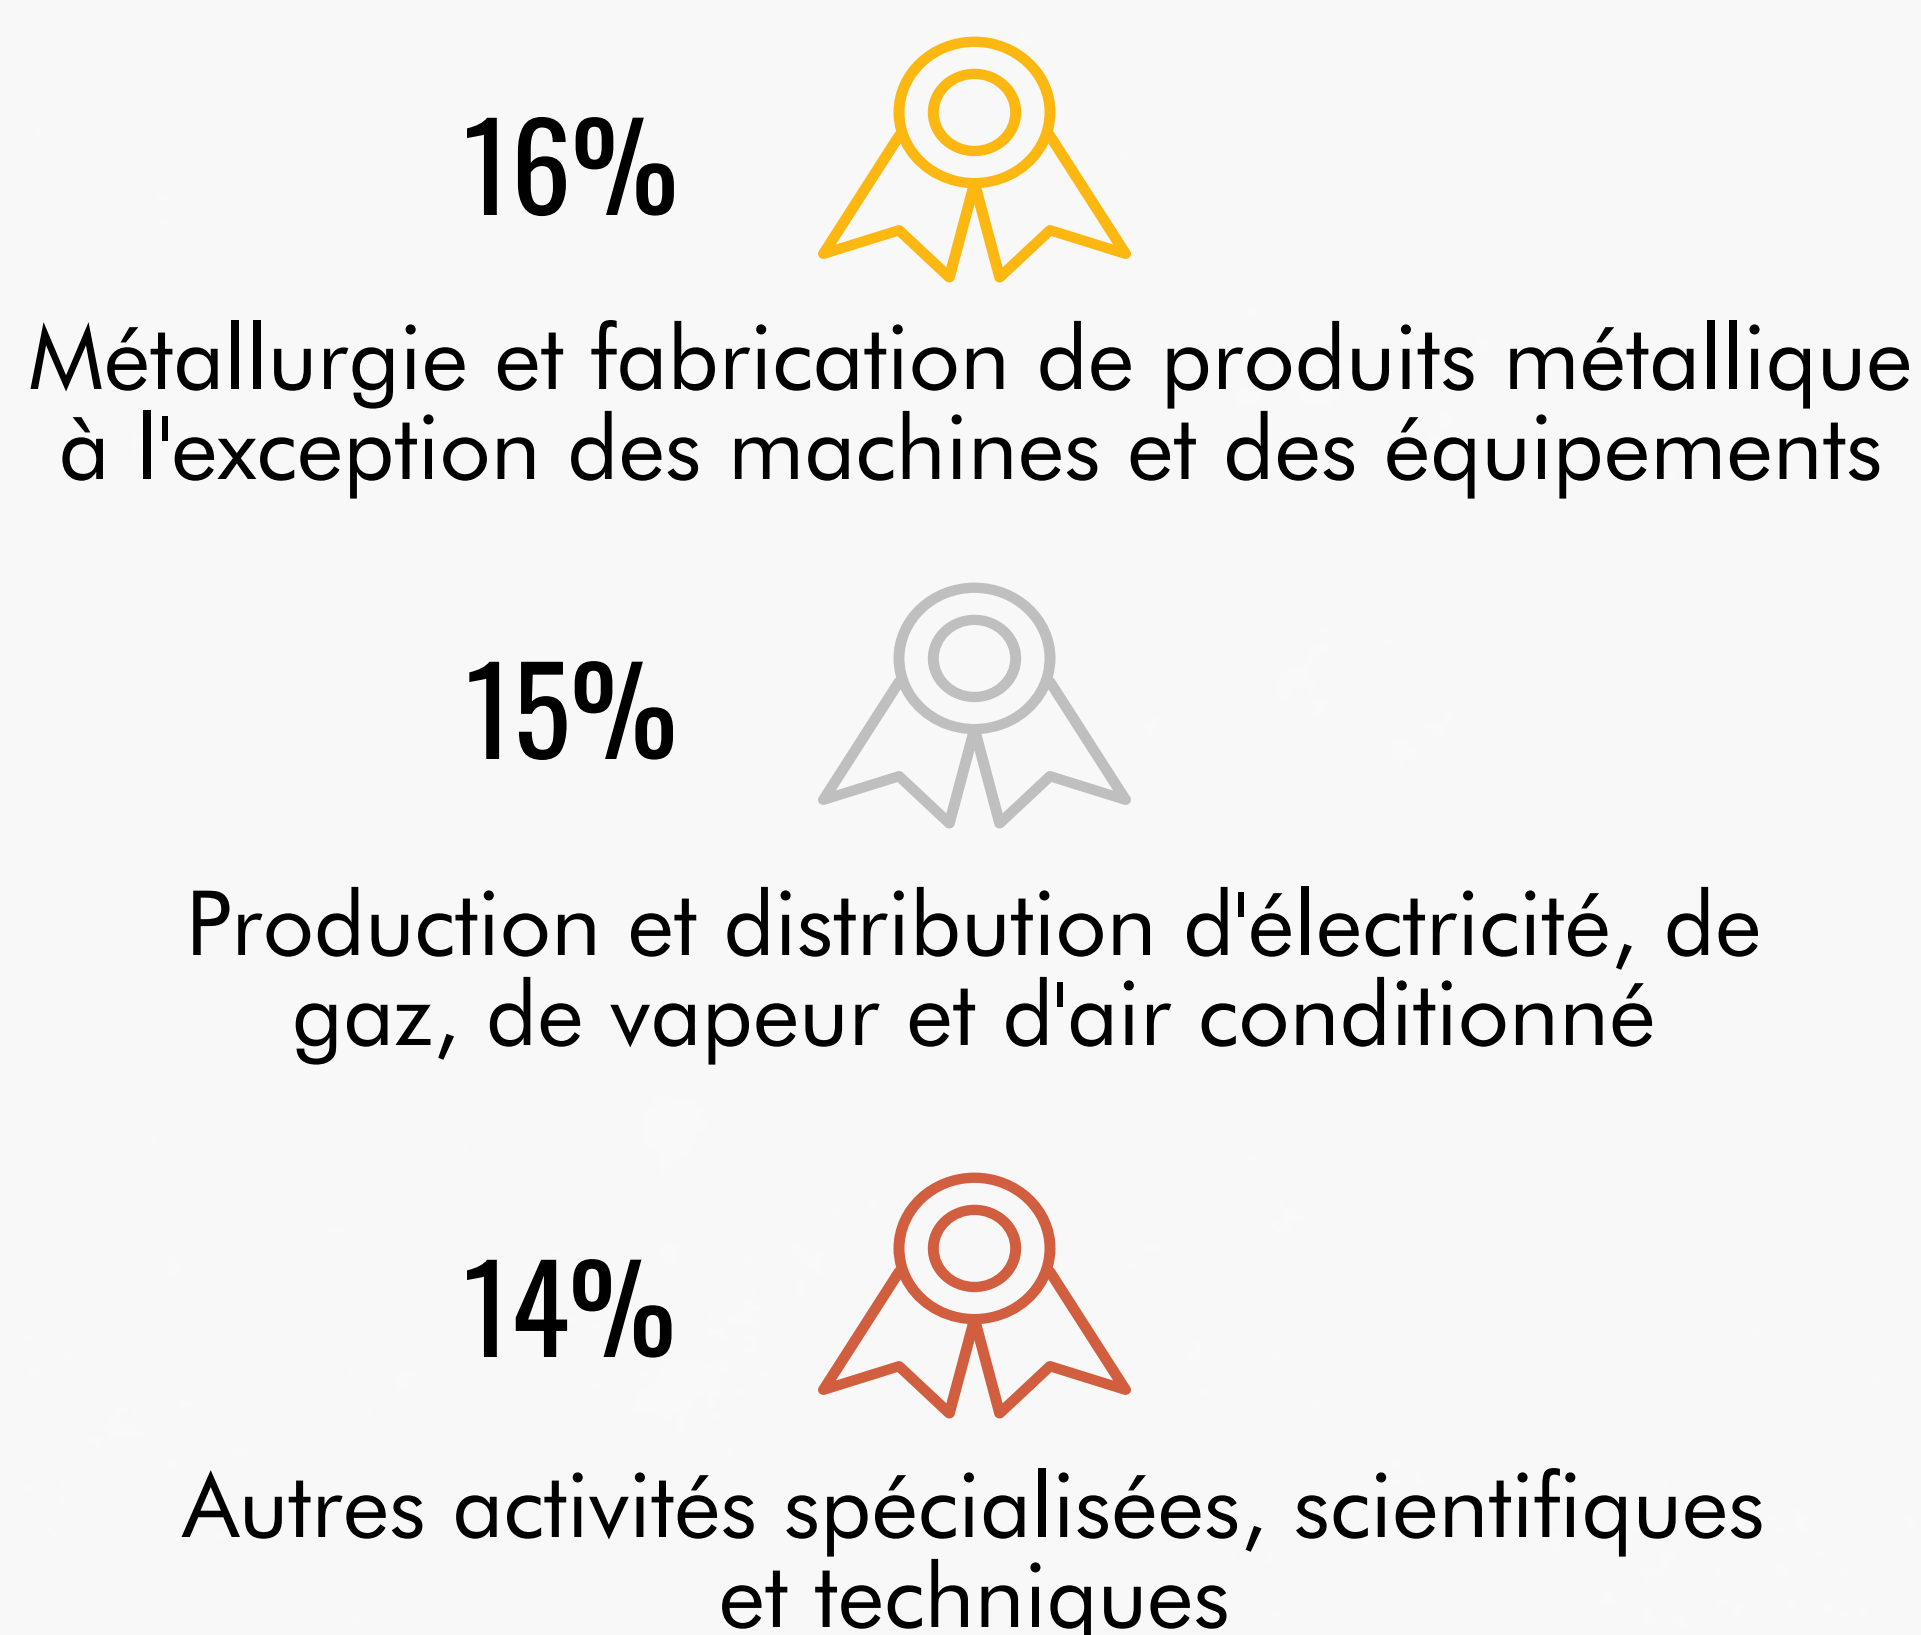 16%
Métallurgie et fabrication de produits métallique
à l'exception des machines et des équipements
15%
Production et distribution d'électricité, de
gaz, de vapeur et d'air conditionné
14%
Autres activités spécialisées, scientifiques
et techniques